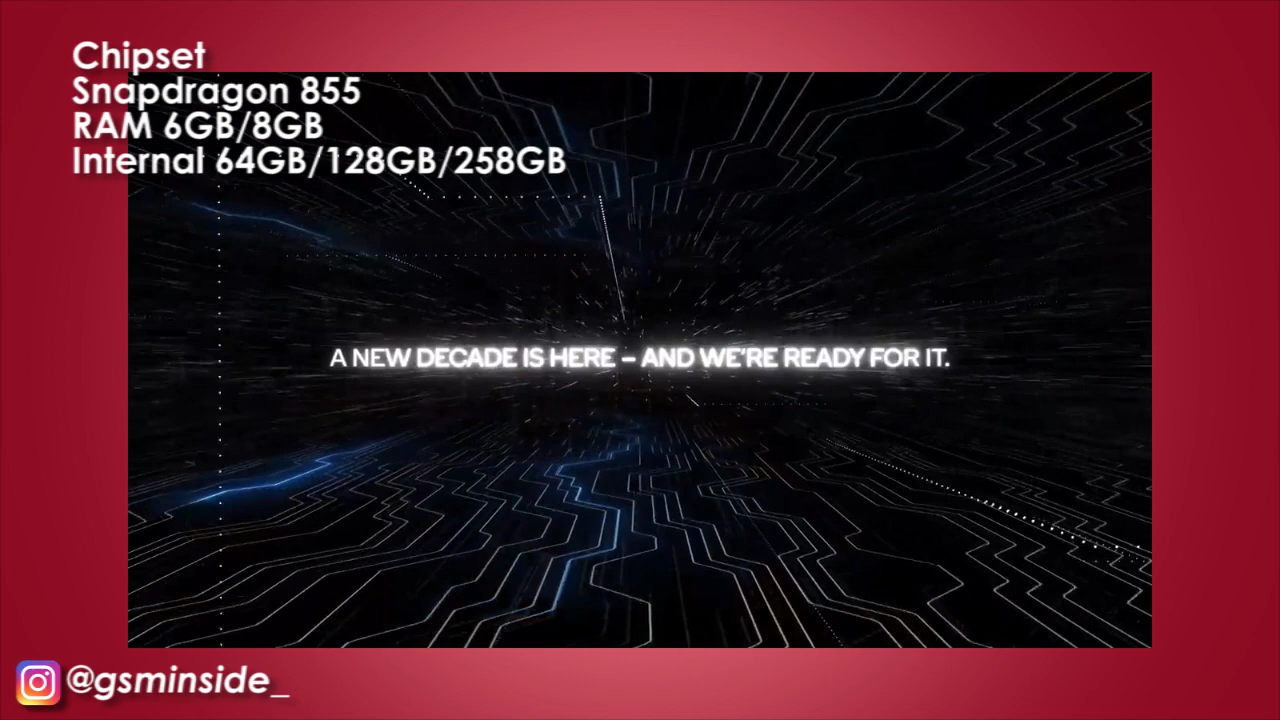 Chipset
Snapdragon 855
RAM 6GB/8GB
Internal 64GB/128GB/258GB
A NEW DECADE IS HERE – AND WE'RE READY FOR IT.
@gsminside_